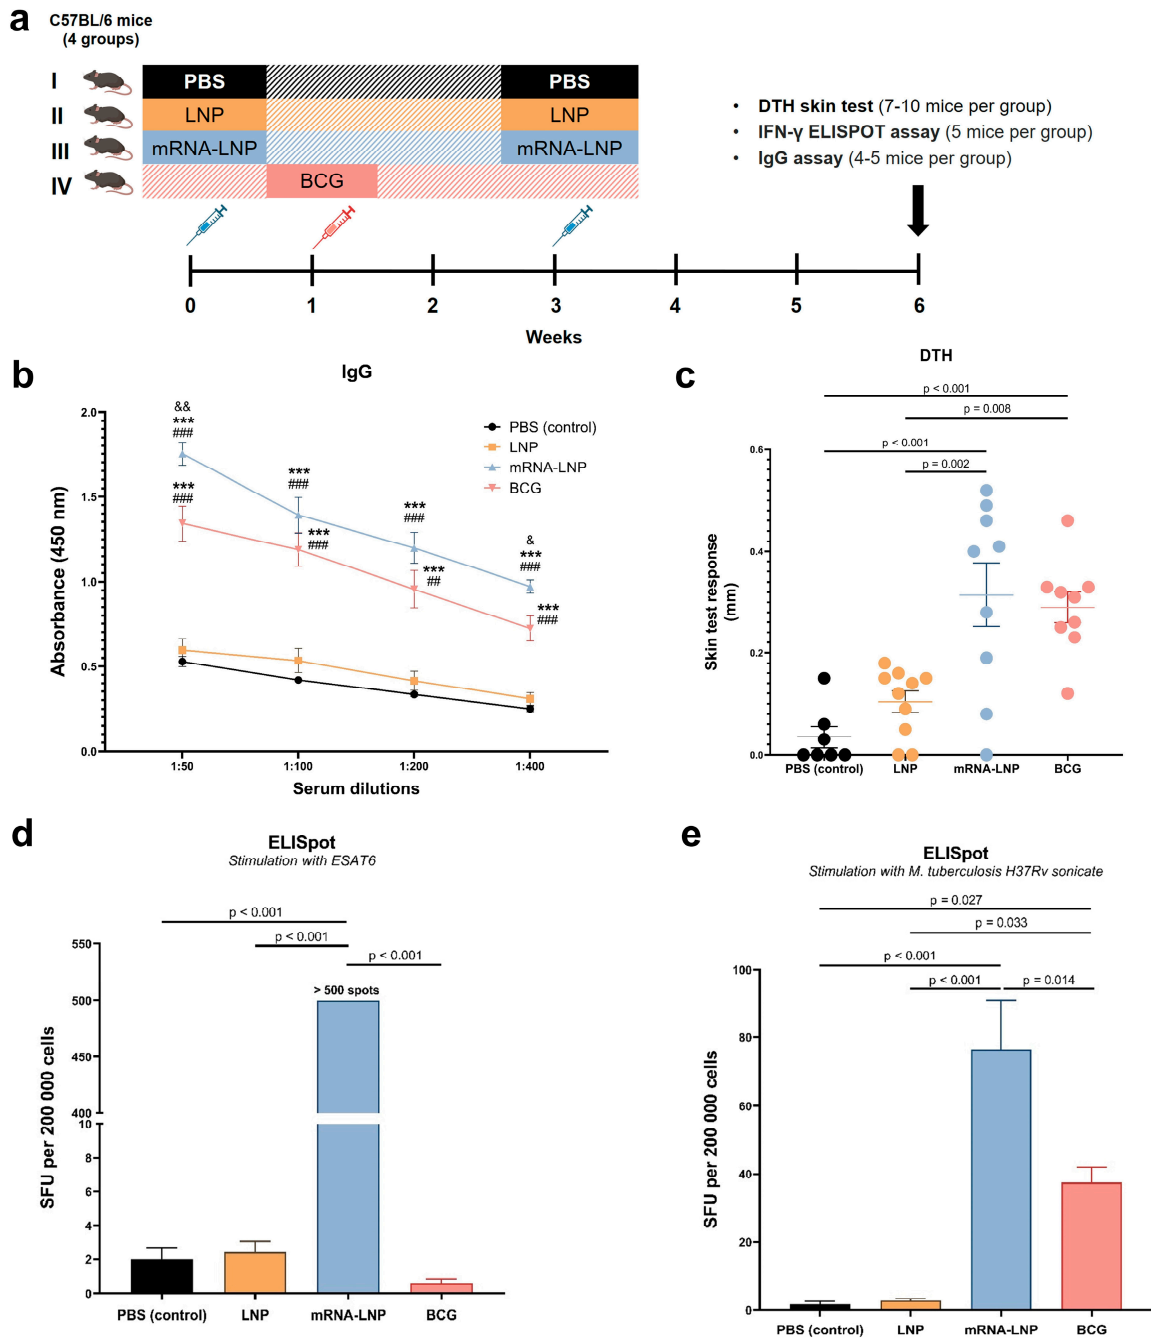 a
C57BL/6 mice
(4 groups)
I
PBS
PBS
II
LNP
LNP
III
mRNA-LNP
mRNA-LNP
IV
BCG
• DTH skin test (7-10 mice per group)
• IFN-γ ELISPOT assay (5 mice per group)
• IgG assay (4-5 mice per group)
0 1 2 3 4 5 6
Weeks
b
IgG
Absorbance (450 nm)
2.0
1.5
1.0
0.5
0.0
&&
***
###
***
###
***
###
***
###
***
###
***
##
&
***
###
***
###
PBS (control)
LNP
mRNA-LNP
BCG
1:50 1:100 1:200 1:400
Serum dilutions
c
DTH
p < 0.001
p = 0.008
p < 0.001
p = 0.002
Skin test response
(mm)
0.6
0.4
0.2
0.0
PBS (control) LNP mRNA-LNP BCG
d
ELISpot
Stimulation with ESAT6
p < 0.001
p < 0.001
p < 0.001
> 500 spots
SFU per 200 000 cells
550
500
450
400
10
8
6
4
2
0
PBS (control) LNP mRNA-LNP BCG
e
ELISpot
Stimulation with M. tuberculosis H37Rv sonicate
p = 0.027
p = 0.033
p < 0.001
p < 0.001 p = 0.014
SFU per 200 000 cells
100
80
60
40
20
0
PBS (control) LNP mRNA-LNP BCG